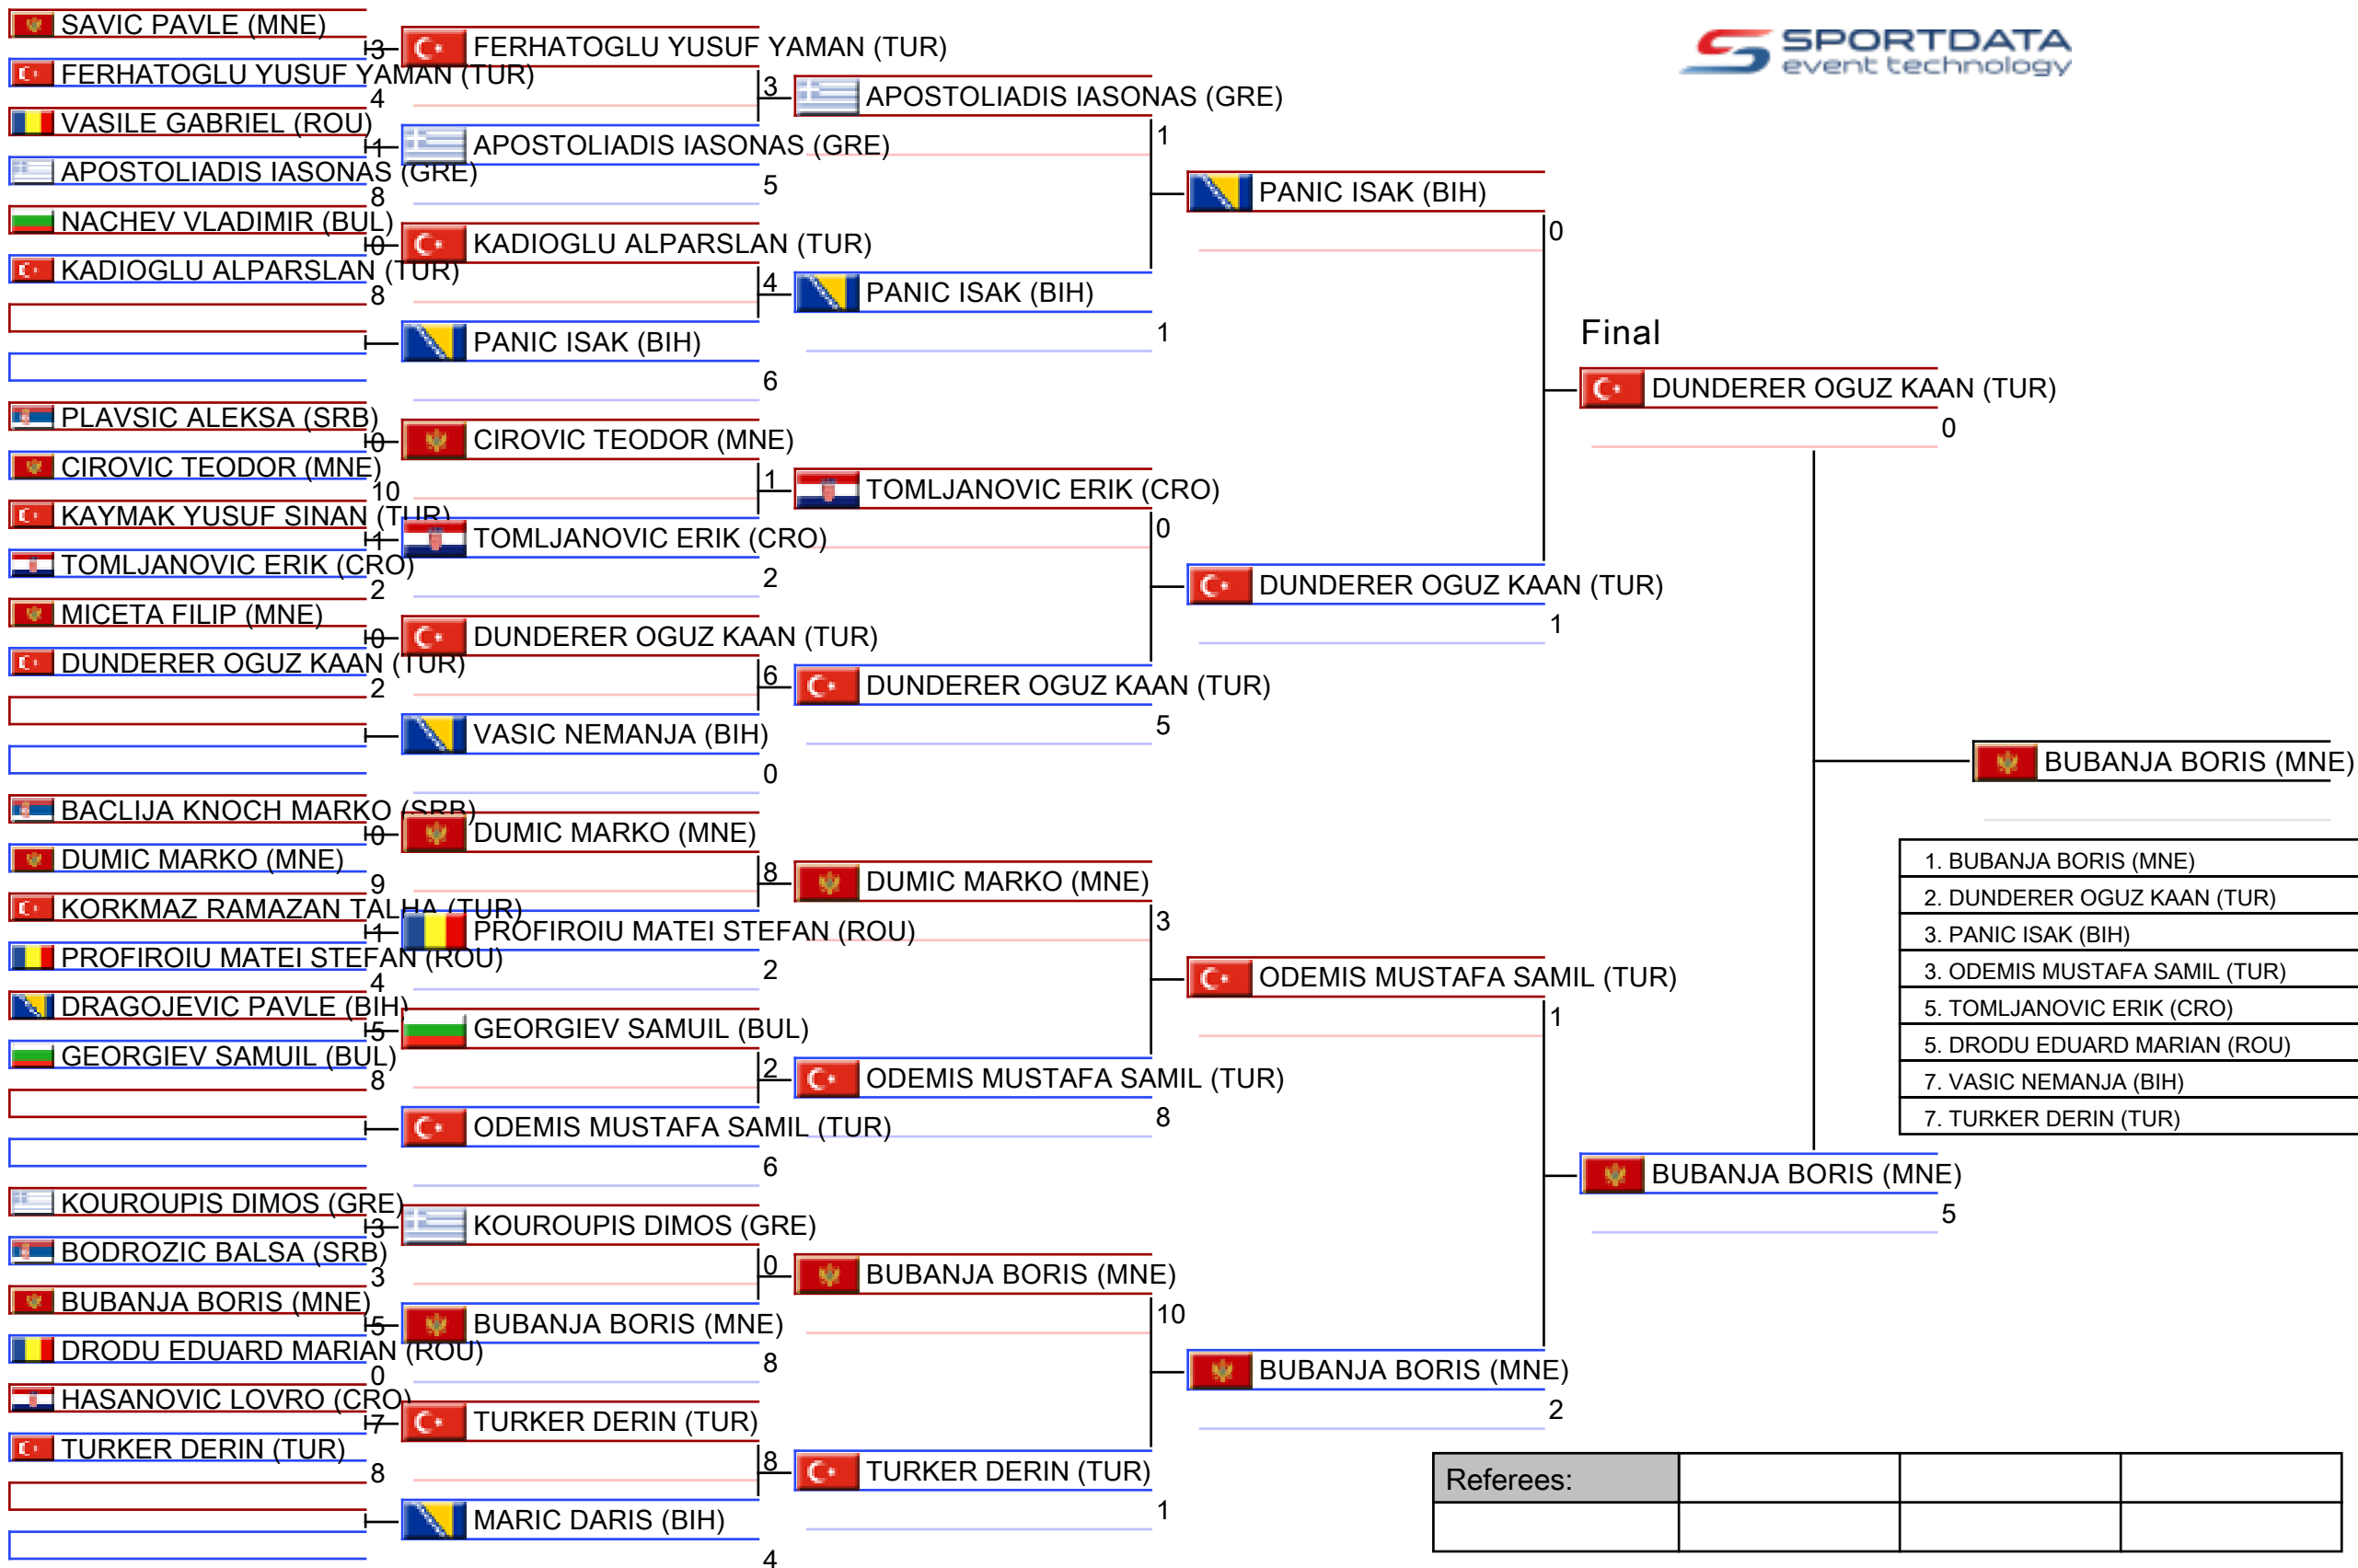 SAVIC PAVLE (MNE)
3
FERHATOGLU YUSUF YAMAN (TUR)
4
VASILE GABRIEL (ROU)
1
APOSTOLIADIS IASONAS (GRE)
8
NACHEV VLADIMIR (BUL)
0
KADIOGLU ALPARSLAN (TUR)
8
PLAVSIC ALEKSA (SRB)
0
CIROVIC TEODOR (MNE)
10
KAYMAK YUSUF SINAN (TUR)
1
TOMLJANOVIC ERIK (CRO)
2
MICETA FILIP (MNE)
0
DUNDERER OGUZ KAAN (TUR)
2
BACLIJA KNOCH MARKO (SRB)
0
DUMIC MARKO (MNE)
9
KORKMAZ RAMAZAN TALHA (TUR)
1
PROFIROIU MATEI STEFAN (ROU)
4
DRAGOJEVIC PAVLE (BIH)
5
GEORGIEV SAMUIL (BUL)
8
KOUROUPIS DIMOS (GRE)
3
BODROZIC BALSA (SRB)
3
BUBANJA BORIS (MNE)
5
DRODU EDUARD MARIAN (ROU)
0
HASANOVIC LOVRO (CRO)
7
TURKER DERIN (TUR)
8
FERHATOGLU YUSUF YAMAN (TUR)
3
APOSTOLIADIS IASONAS (GRE)
5
KADIOGLU ALPARSLAN (TUR)
4
PANIC ISAK (BIH)
6
CIROVIC TEODOR (MNE)
1
TOMLJANOVIC ERIK (CRO)
2
DUNDERER OGUZ KAAN (TUR)
6
VASIC NEMANJA (BIH)
0
DUMIC MARKO (MNE)
8
PROFIROIU MATEI STEFAN (ROU)
2
GEORGIEV SAMUIL (BUL)
2
ODEMIS MUSTAFA SAMIL (TUR)
6
KOUROUPIS DIMOS (GRE)
0
BUBANJA BORIS (MNE)
8
TURKER DERIN (TUR)
8
MARIC DARIS (BIH)
4
APOSTOLIADIS IASONAS (GRE)
1
PANIC ISAK (BIH)
1
TOMLJANOVIC ERIK (CRO)
0
DUNDERER OGUZ KAAN (TUR)
5
DUMIC MARKO (MNE)
3
ODEMIS MUSTAFA SAMIL (TUR)
8
BUBANJA BORIS (MNE)
10
TURKER DERIN (TUR)
1
PANIC ISAK (BIH)
0
DUNDERER OGUZ KAAN (TUR)
1
ODEMIS MUSTAFA SAMIL (TUR)
1
BUBANJA BORIS (MNE)
2
Final
DUNDERER OGUZ KAAN (TUR)
0
BUBANJA BORIS (MNE)
5
SPORTDATA
event technology
BUBANJA BORIS (MNE)
1. BUBANJA BORIS (MNE)
2. DUNDERER OGUZ KAAN (TUR)
3. PANIC ISAK (BIH)
3. ODEMIS MUSTAFA SAMIL (TUR)
5. TOMLJANOVIC ERIK (CRO)
5. DRODU EDUARD MARIAN (ROU)
7. VASIC NEMANJA (BIH)
7. TURKER DERIN (TUR)
Referees: